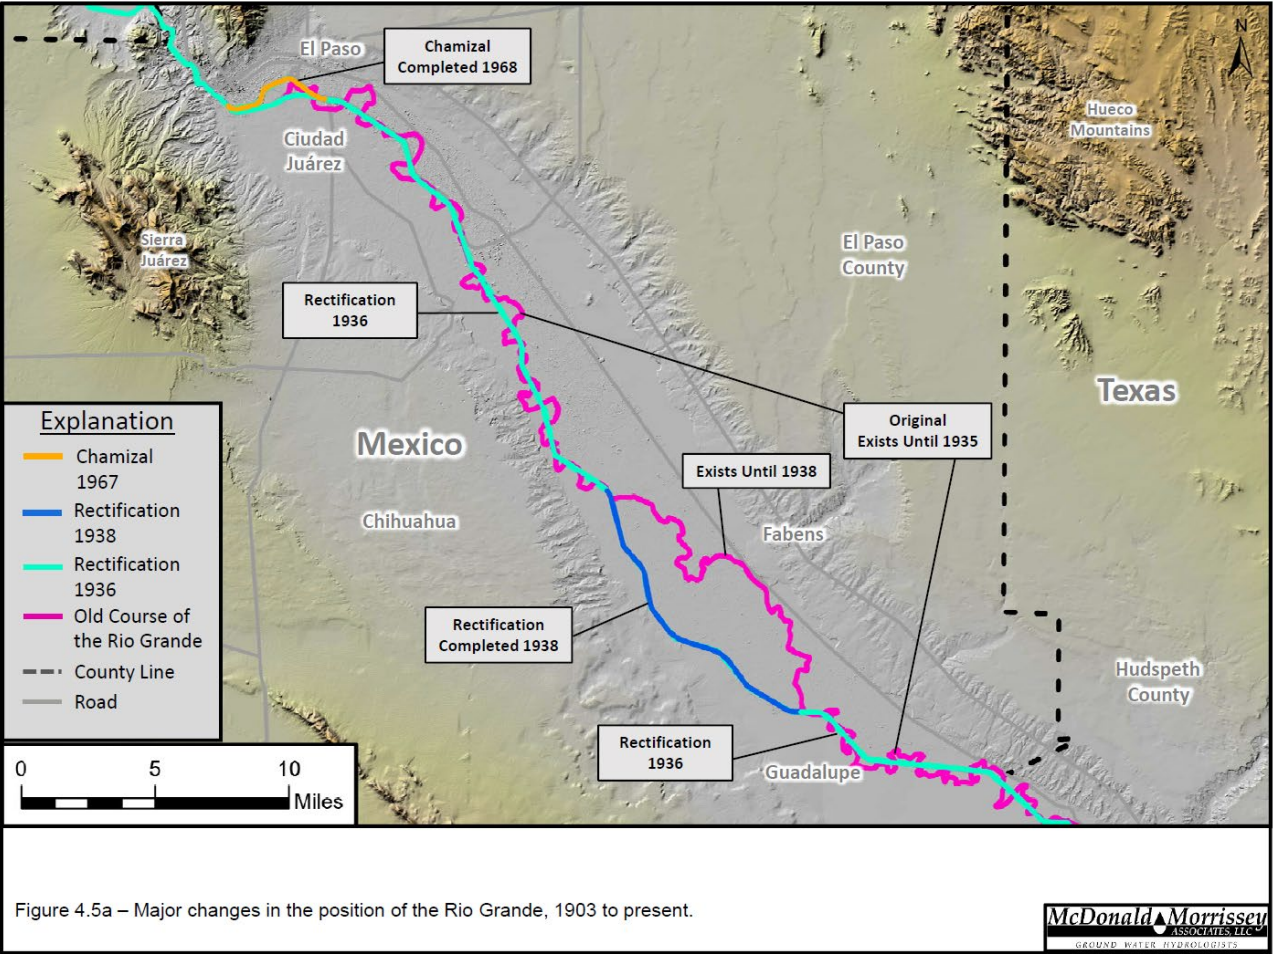 N
El Paso
Chamizal
Completed 1968
Hueco
Mountains
Ciudad
Juárez
Sierra
Juárez
El Paso
County
Rectification
1936
Texas
Original
Exists Until 1935
Mexico
Exists Until 1938
Chihuahua
Fabens
Rectification
Completed 1938
Hudspeth
County
Rectification
1936
Guadalupe
Explanation
Chamizal
1967
Rectification
1938
Rectification
1936
Old Course of
the Rio Grande
County Line
Road
0 5 10
Miles
Figure 4.5a – Major changes in the position of the Rio Grande, 1903 to present.
McDonald Morrissey
ASSOCIATES, LLC
GROUND WATER HYDROLOGISTS